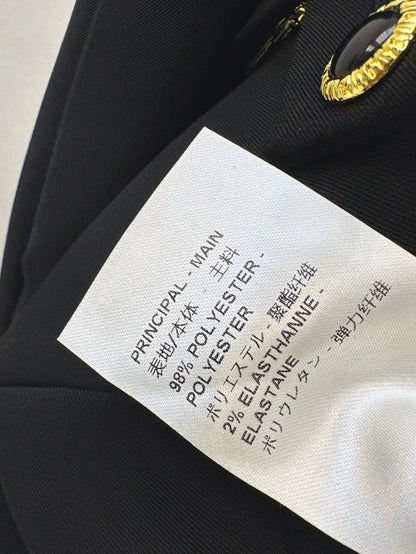 PRINCIPAL - MAIN
表地/本体 - 主料
98% POLYESTER -
POLYESTER
ポリエステル - 聚酯纤维
2% ELASTHANNE -
ELASTANE
ポリウレタン - 弹力纤维